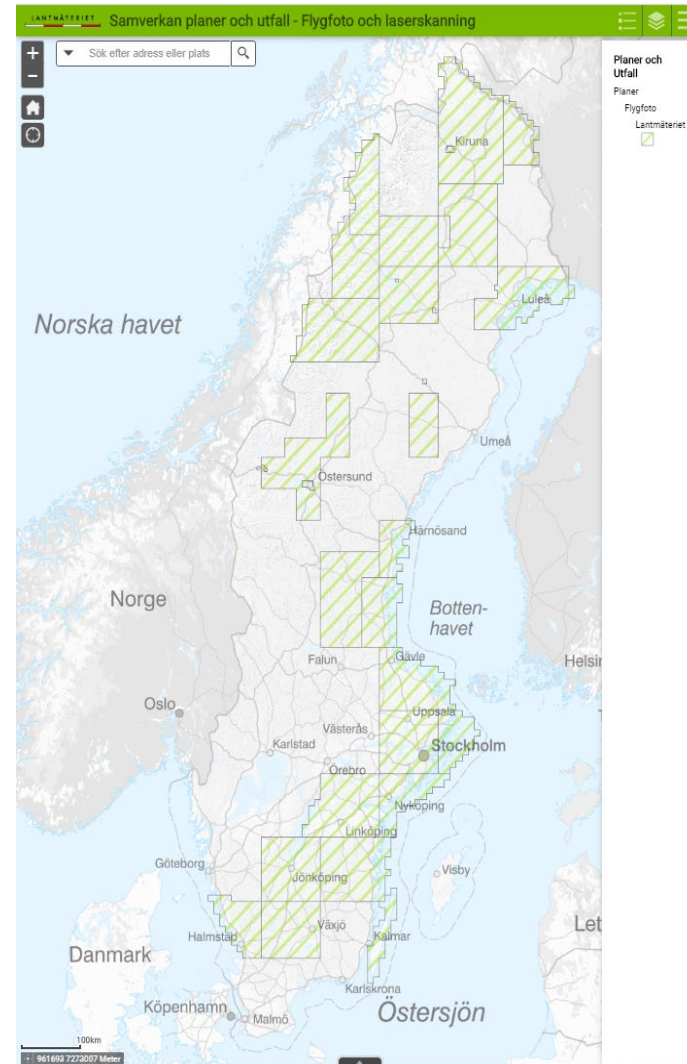 LANTMÄTERIET Samverkan planer och utfall - Flygfoto och laserskanning
+
−
Sök efter adress eller plats
Planer och
Utfall
Planer
Flygfoto
Lantmäteriet
Kiruna
Luleå
Norska havet
Umeå
Östersund
Härnösand
Norge
Botten-
havet
Falun
Gävle
Helsin
Oslo
Uppsala
Västerås
Karlstad
Stockholm
Örebro
Nyköping
Linköping
Göteborg
Jönköping
Visby
Halmstad
Växjö
Kalmar
Let
Danmark
Karlskrona
Köpenhamn
Malmö
Östersjön
100km
961693 7273007 Meter